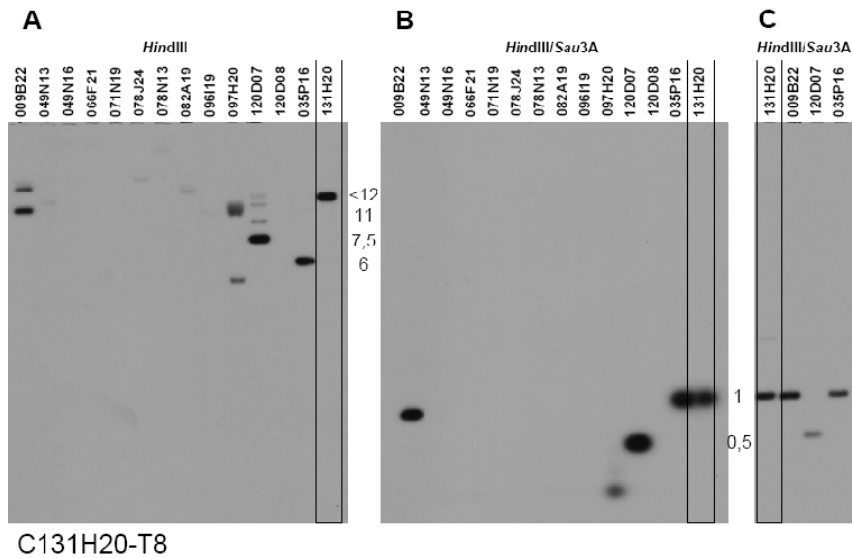 A
HindIII
009B22
049N13
049N16
066F21
071N19
078J24
078N13
082A19
096I19
097H20
120D07
120D08
035P16
131H20
<12
11
7,5
6
B
HindIII/Sau3A
009B22
049N13
049N16
066F21
071N19
078J24
078N13
082A19
096I19
097H20
120D07
120D08
035P16
131H20
1
0,5
C
HindIII/Sau3A
131H20
009B22
120D07
035P16
C131H20-T8